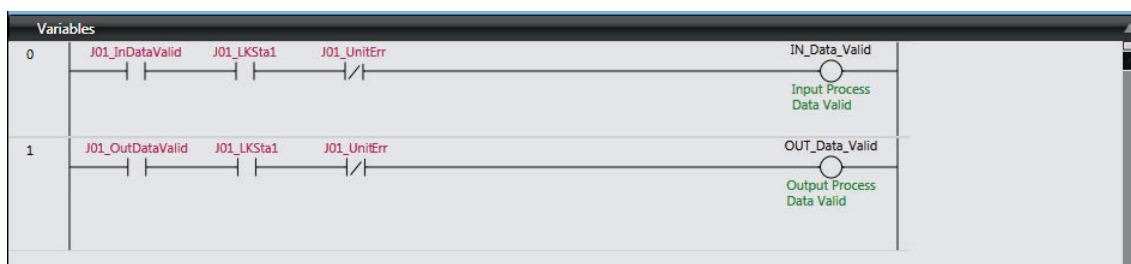 Variables
0
J01_InDataValid J01_LKSta1 J01_UnitErr IN_Data_Valid
Input Process
Data Valid
1
J01_OutDataValid J01_LKSta1 J01_UnitErr OUT_Data_Valid
Output Process
Data Valid